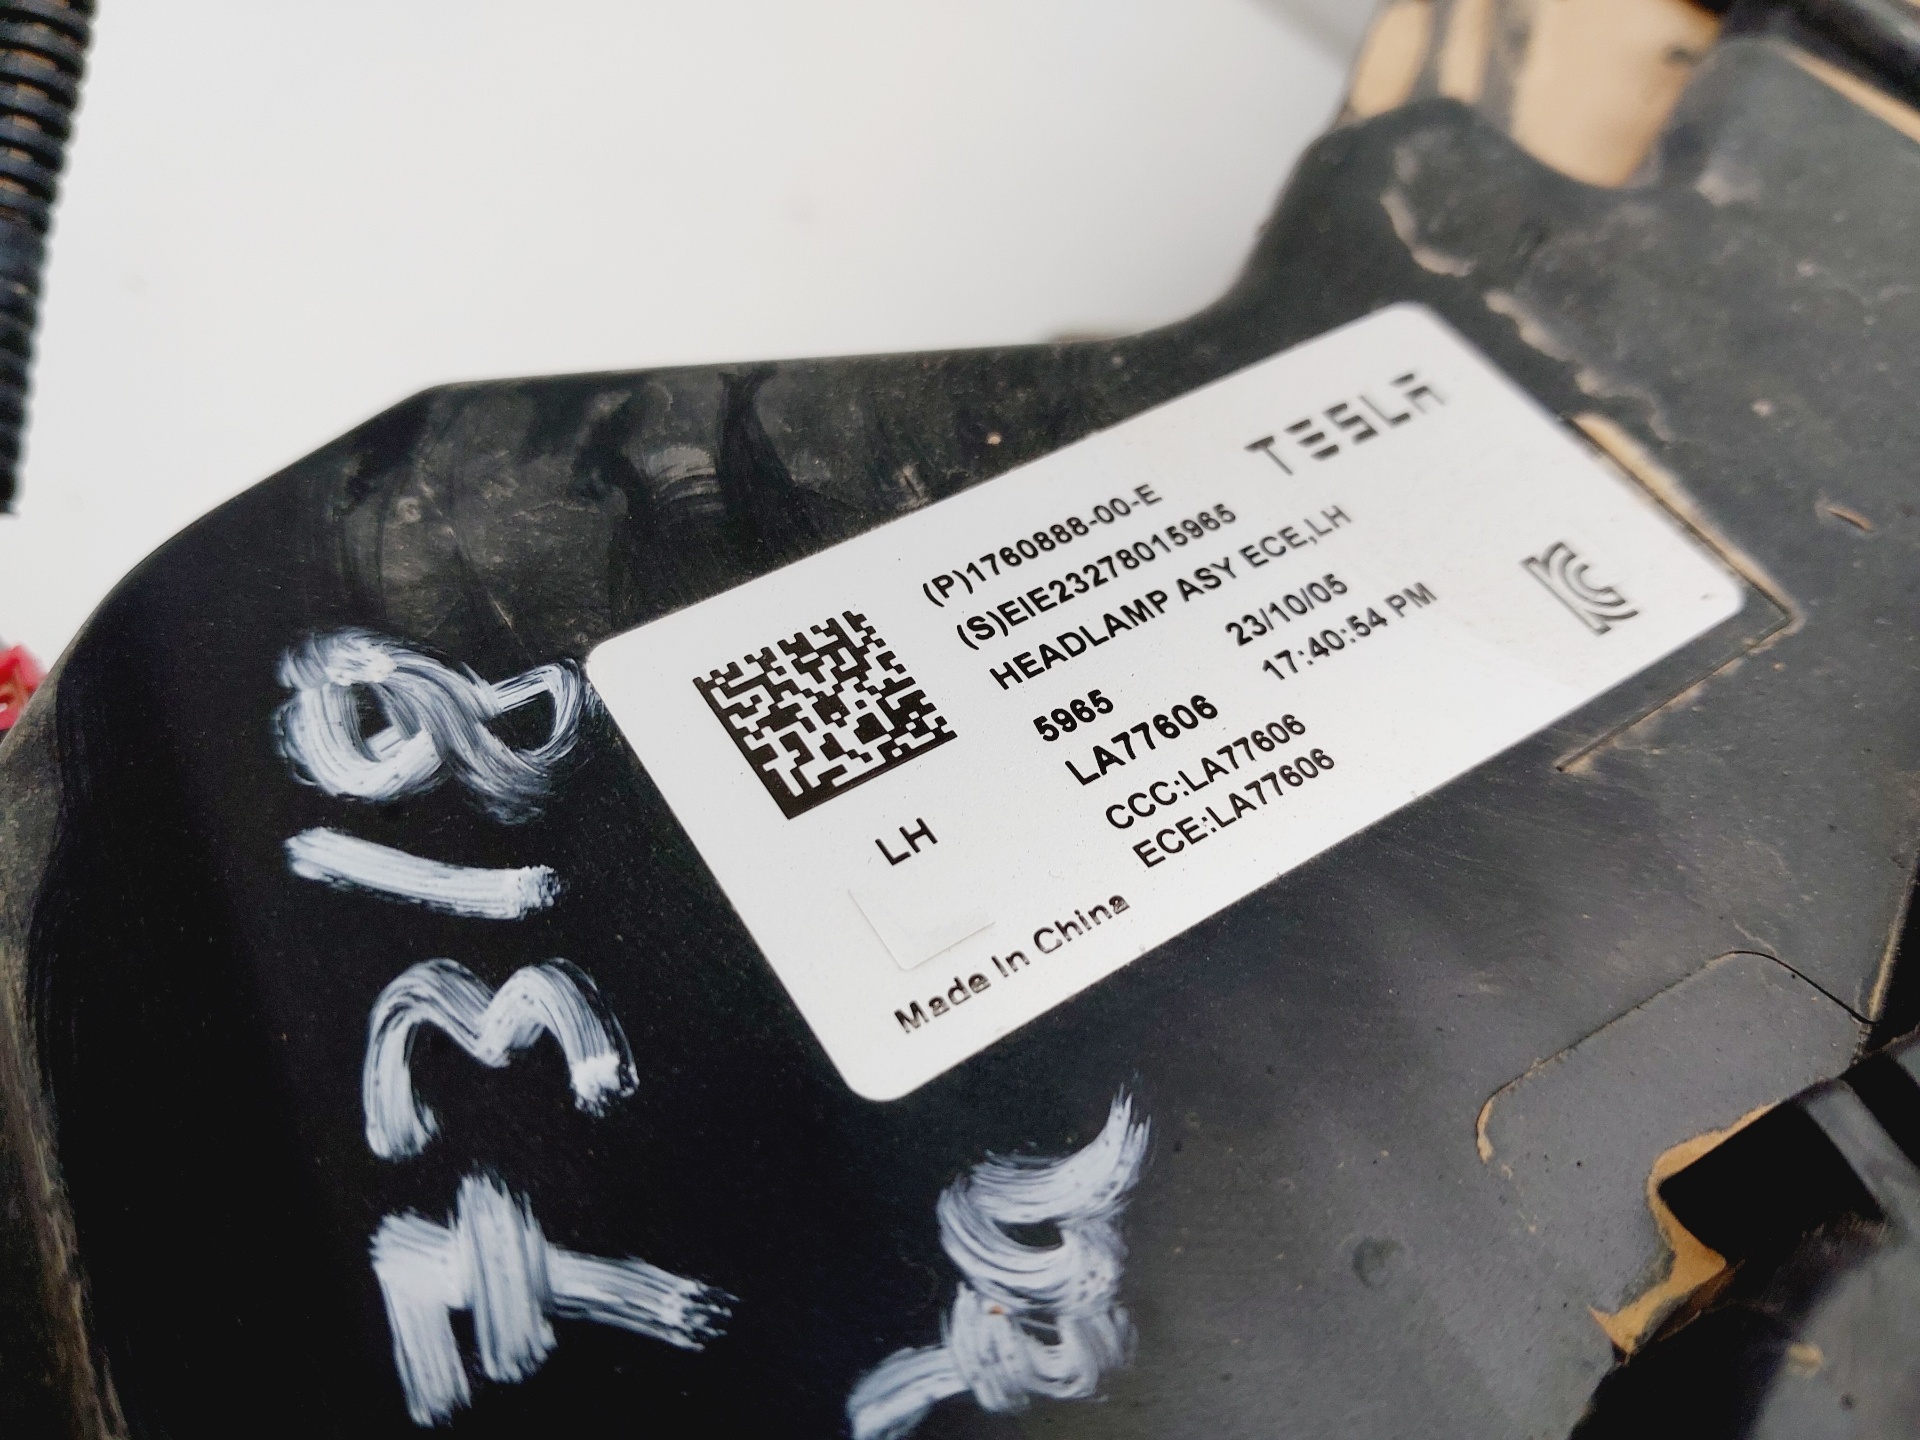 TESLA
(P)1760888-00-E
(S)EIE23278015965
HEADLAMP ASY ECE,LH
5965 23/10/05
LA77606 17:40:54 PM
CCC:LA77606
ECE:LA77606
LH
Made In China